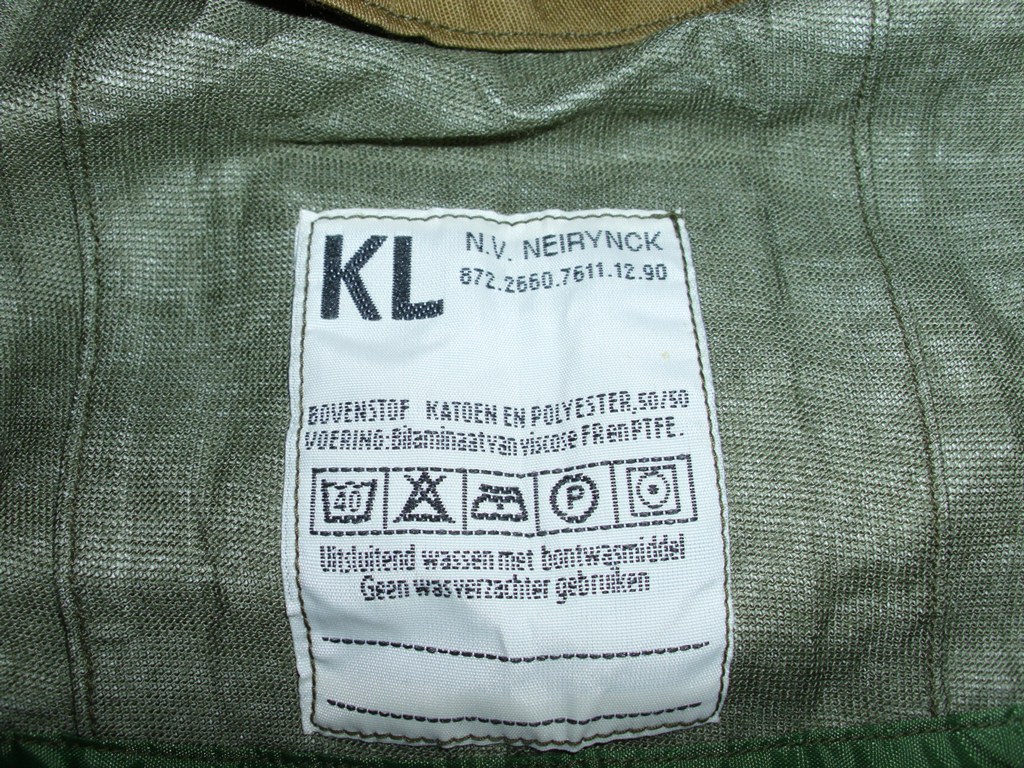 KL
N.V. NEIRYNCK
872.2660.7611.12.90
BOVENSTOF KATOEN EN POLYESTER,50/50
VOERING:Bilaminaat van viscose FR en PTFE.
40 P
Uitsluitend wassen met bontwasmiddel
Geen wasverzachter gebruiken